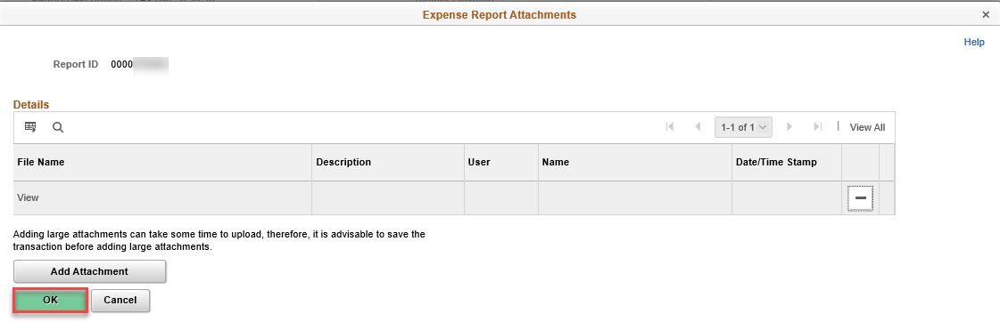 Expense Report Attachments
Help
Report ID 0000
Details
1-1 of 1 View All
File Name Description User Name Date/Time Stamp
View
Adding large attachments can take some time to upload, therefore, it is advisable to save the
transaction before adding large attachments.
Add Attachment
OK Cancel